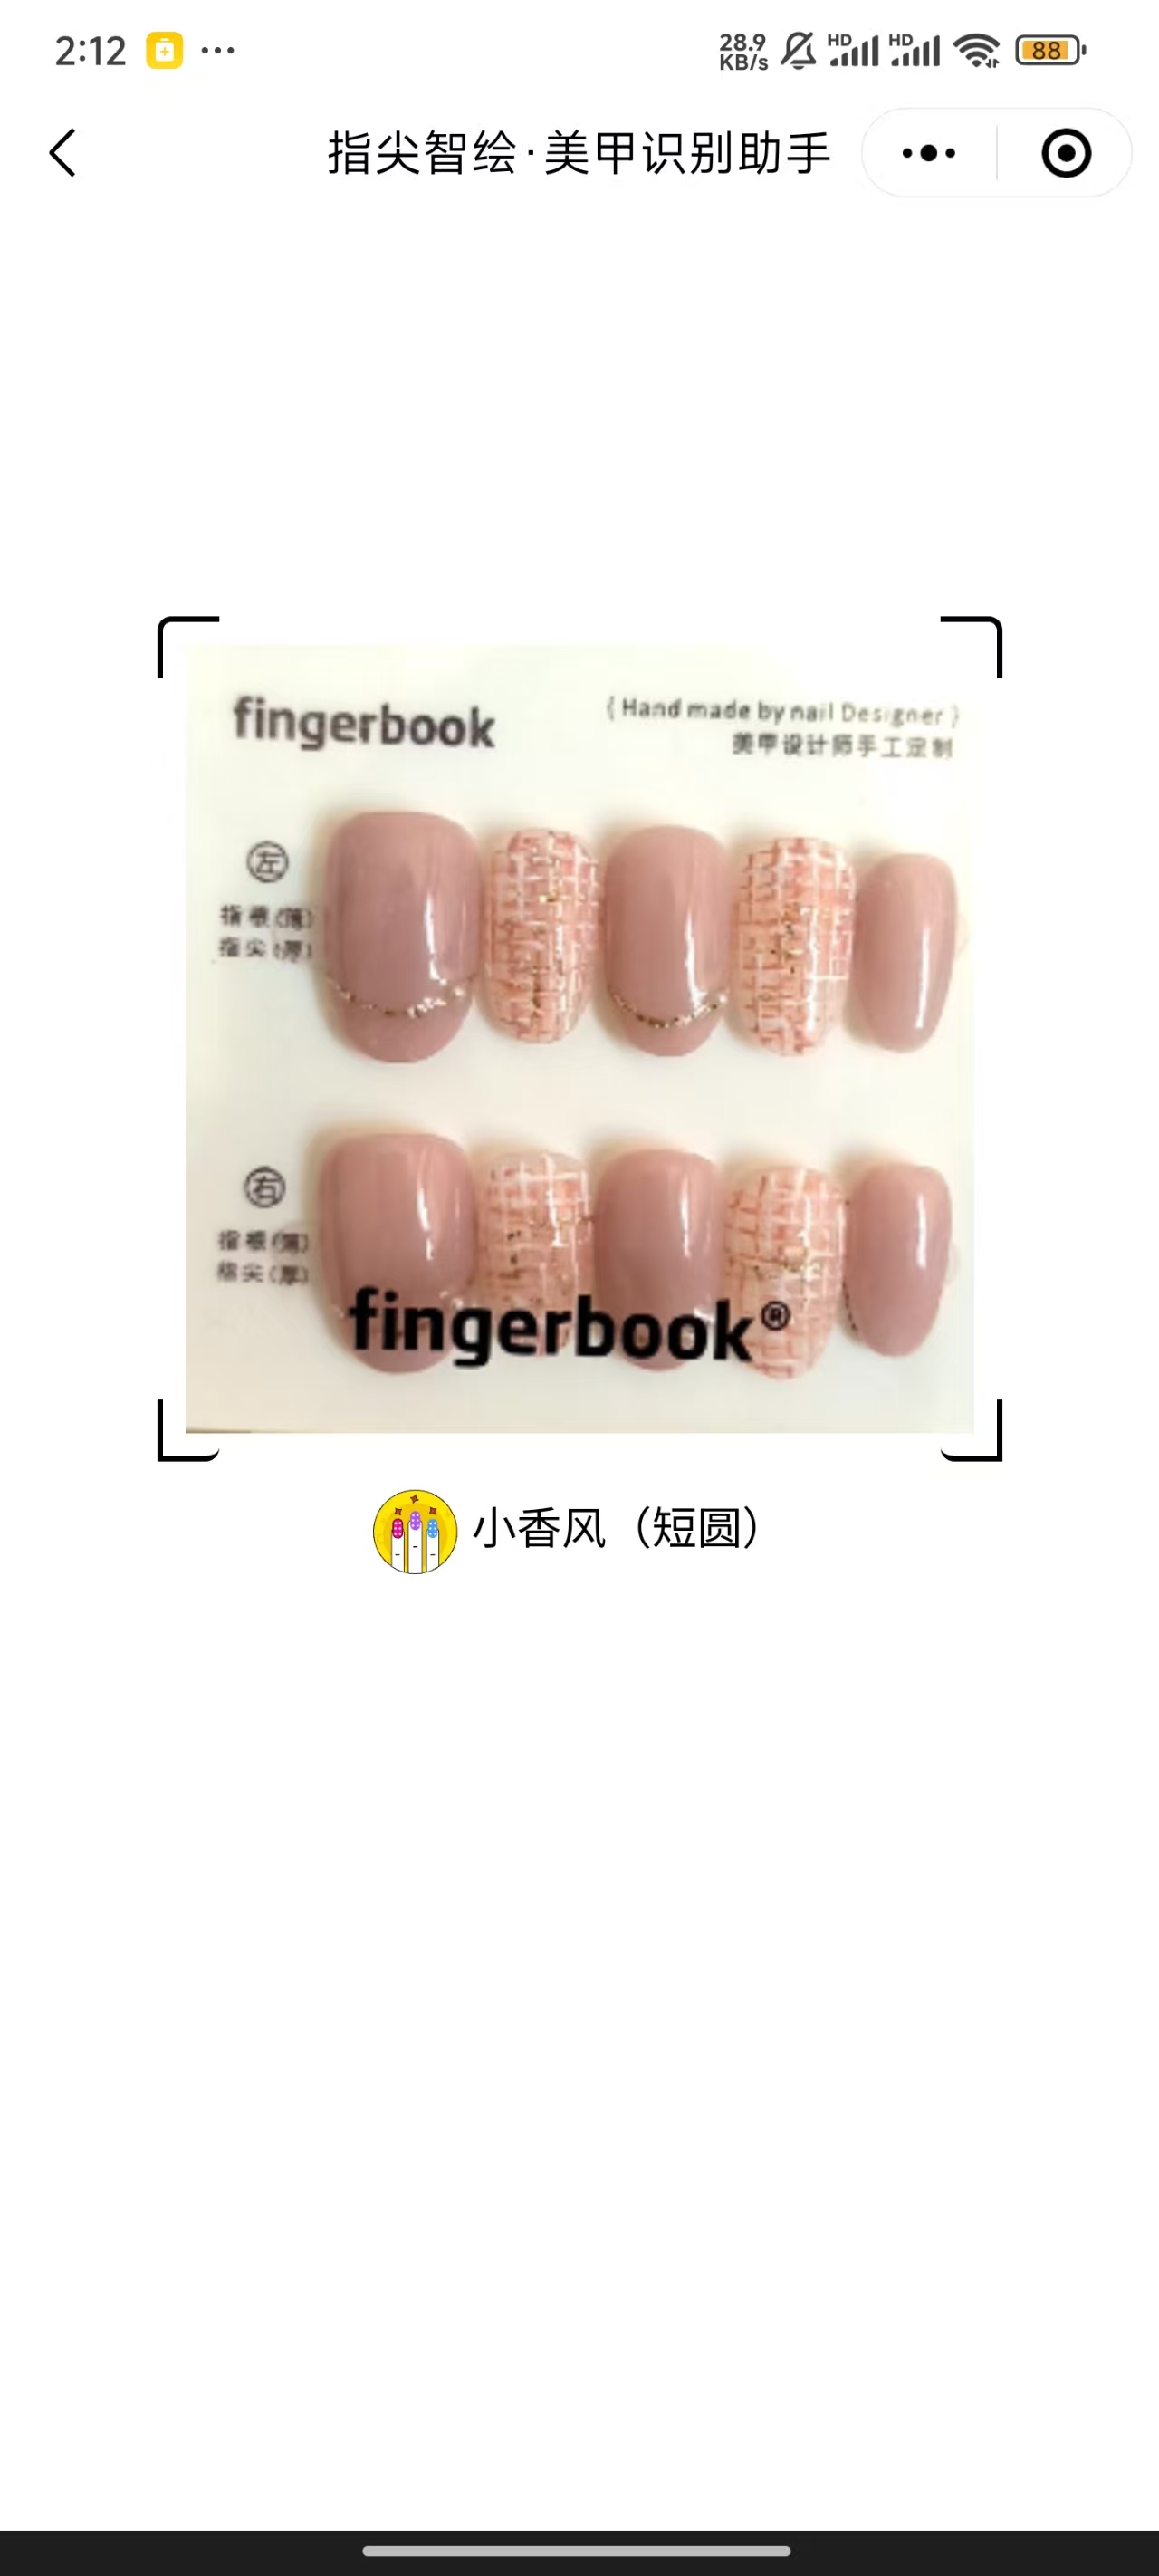 2:12
28.9
KB/s
HD
HD
88
指尖智绘·美甲识别助手
fingerbook
(Hand made by nail Designer)
美甲设计师手工定制
左
指根(薄)
指尖(厚)
右
指根(薄)
指尖(厚)
fingerbook®
小香风（短圆）